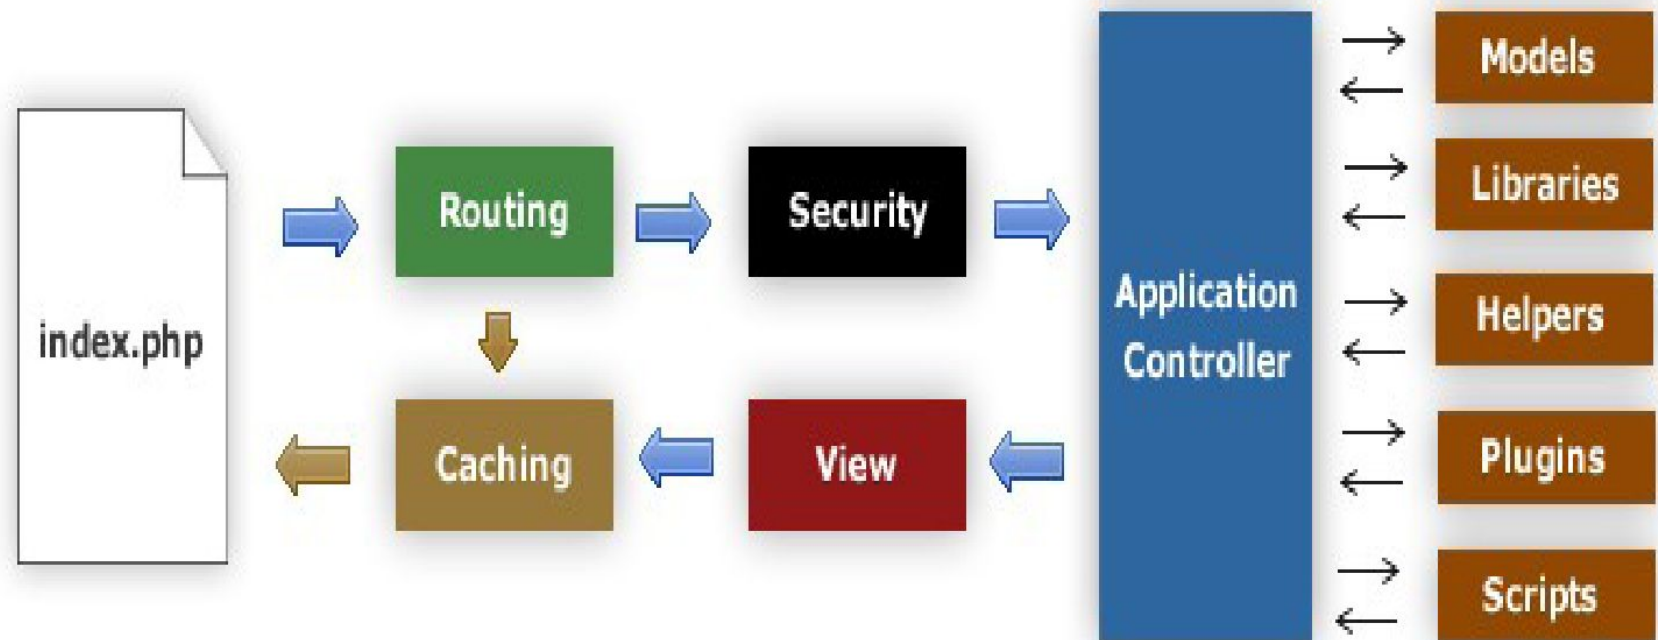 index.php
Routing
Security
Caching
View
Application
Controller
Models
Libraries
Helpers
Plugins
Scripts